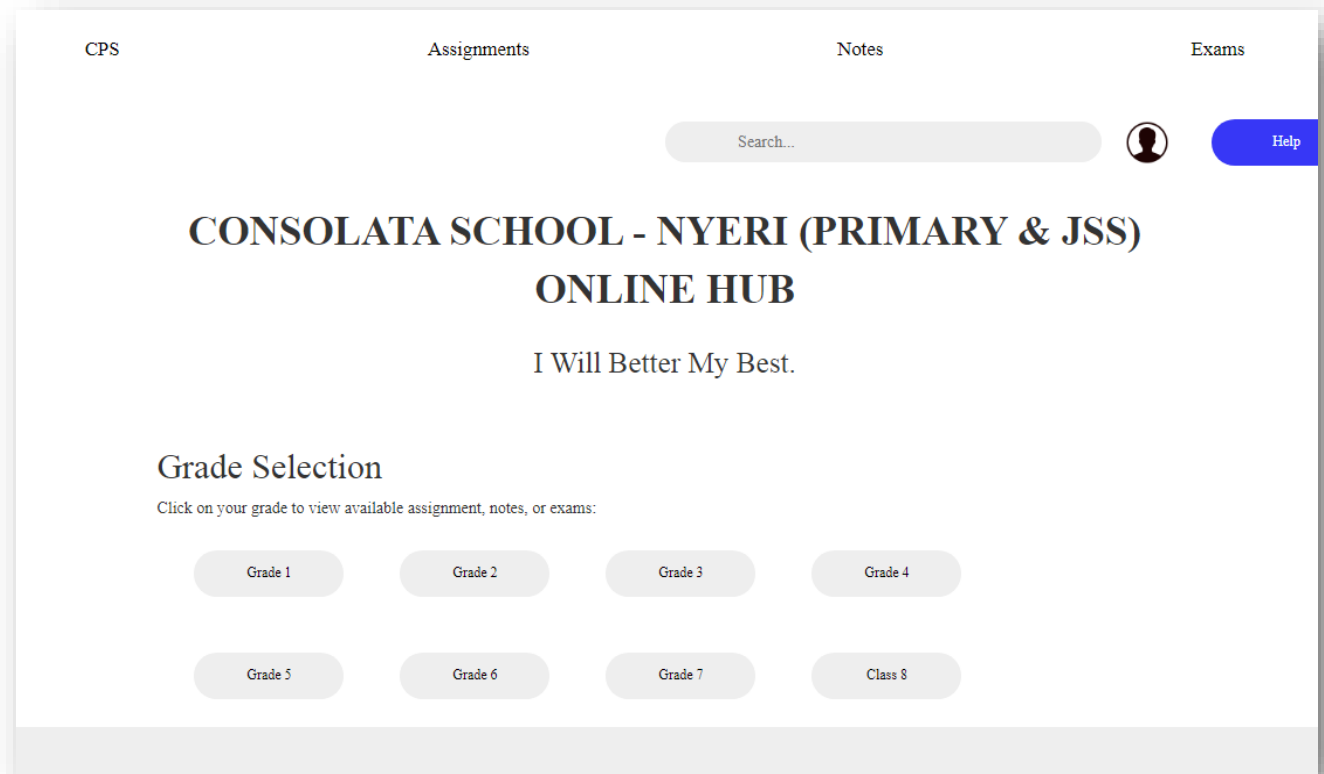 CPS Assignments Notes Exams
Search... Help
CONSOLATA SCHOOL - NYERI (PRIMARY & JSS)
ONLINE HUB
I Will Better My Best.
Grade Selection
Click on your grade to view available assignment, notes, or exams:
Grade 1 Grade 2 Grade 3 Grade 4
Grade 5 Grade 6 Grade 7 Class 8